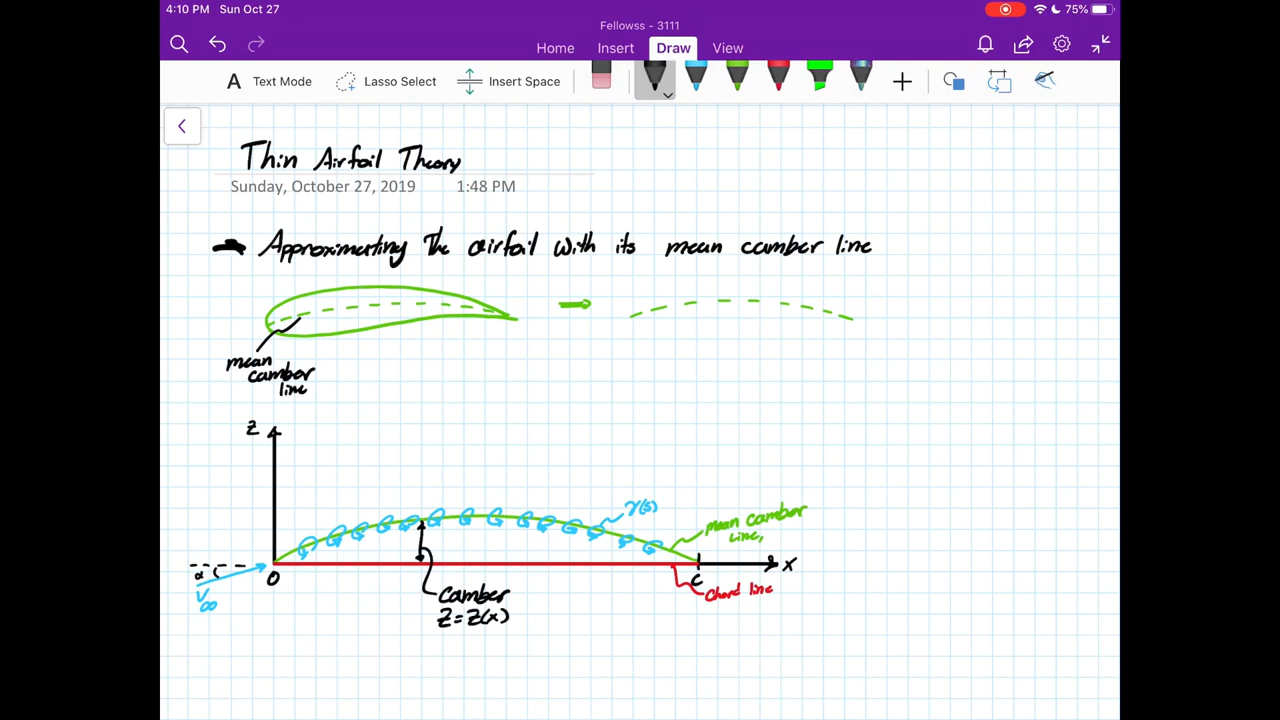 4:10 PM Sun Oct 27
75%
Fellowss - 3111
Home Insert Draw View
A Text Mode Lasso Select Insert Space
Thin Airfoil Theory
Sunday, October 27, 2019 1:48 PM
Approximating The airfoil with its mean camber line
mean
camber
line
z
γ(s)
mean camber
line,
α
0
c
x
V∞
Chord line
Camber
z=z(x)